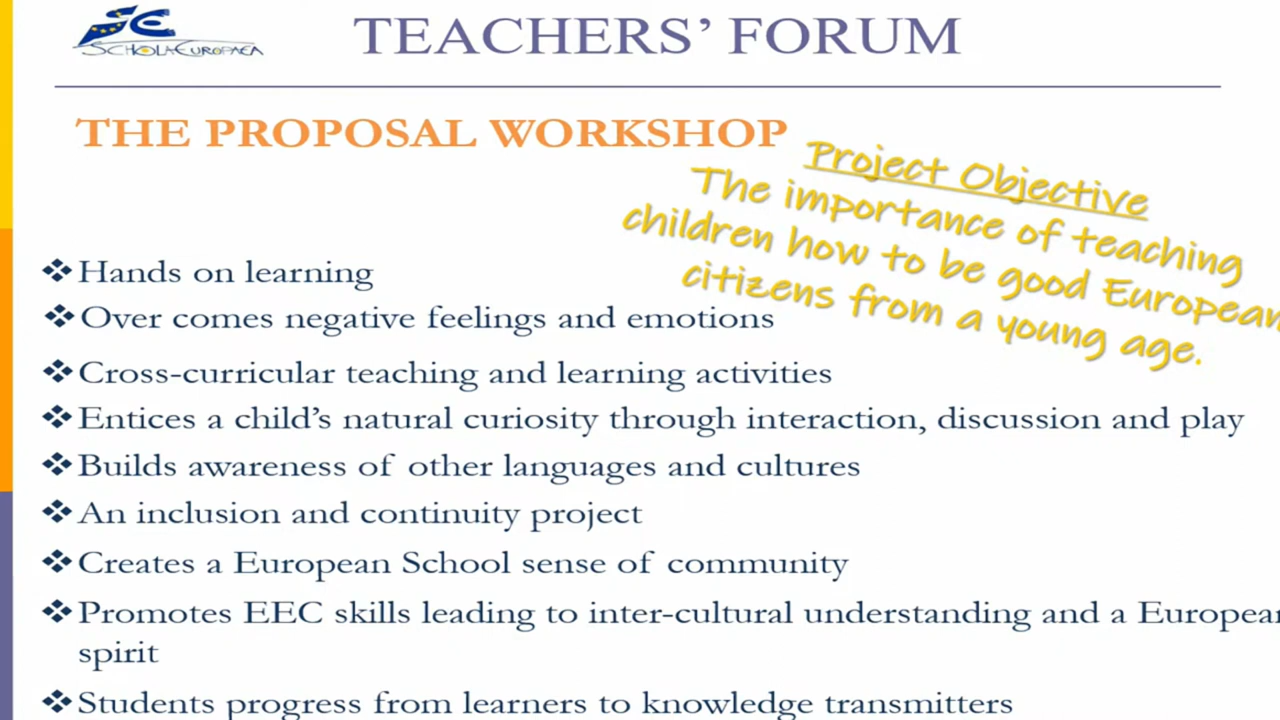 SCHOLA EUROPAEA
TEACHERS' FORUM
THE PROPOSAL WORKSHOP
Project Objective
The importance of teaching
children how to be good European
citizens from a young age.
❖Hands on learning
❖Over comes negative feelings and emotions
❖Cross-curricular teaching and learning activities
❖Entices a child's natural curiosity through interaction, discussion and play
❖Builds awareness of other languages and cultures
❖An inclusion and continuity project
❖Creates a European School sense of community
❖Promotes EEC skills leading to inter-cultural understanding and a European
spirit
❖Students progress from learners to knowledge transmitters